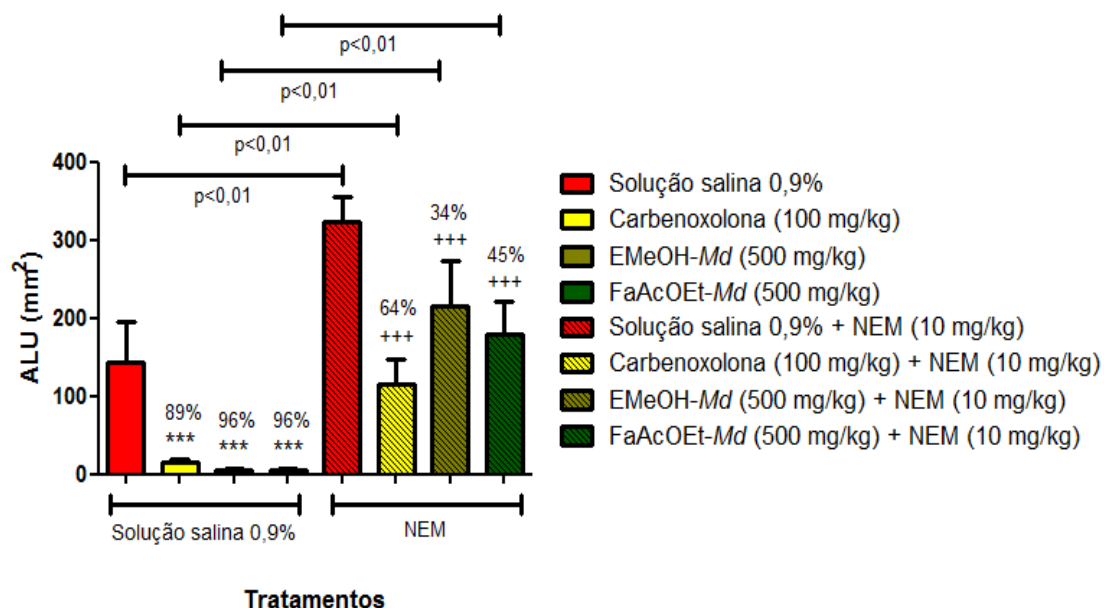 p<0,01
p<0,01
p<0,01
p<0,01
400
300
200
100
0
ALU (mm²)
89%
***
96%
***
96%
***
64%
+++
34%
+++
45%
+++
Solução salina 0,9%
NEM
Tratamentos
Solução salina 0,9%
Carbenoxolona (100 mg/kg)
EMeOH-Md (500 mg/kg)
FaAcOEt-Md (500 mg/kg)
Solução salina 0,9% + NEM (10 mg/kg)
Carbenoxolona (100 mg/kg) + NEM (10 mg/kg)
EMeOH-Md (500 mg/kg) + NEM (10 mg/kg)
FaAcOEt-Md (500 mg/kg) + NEM (10 mg/kg)